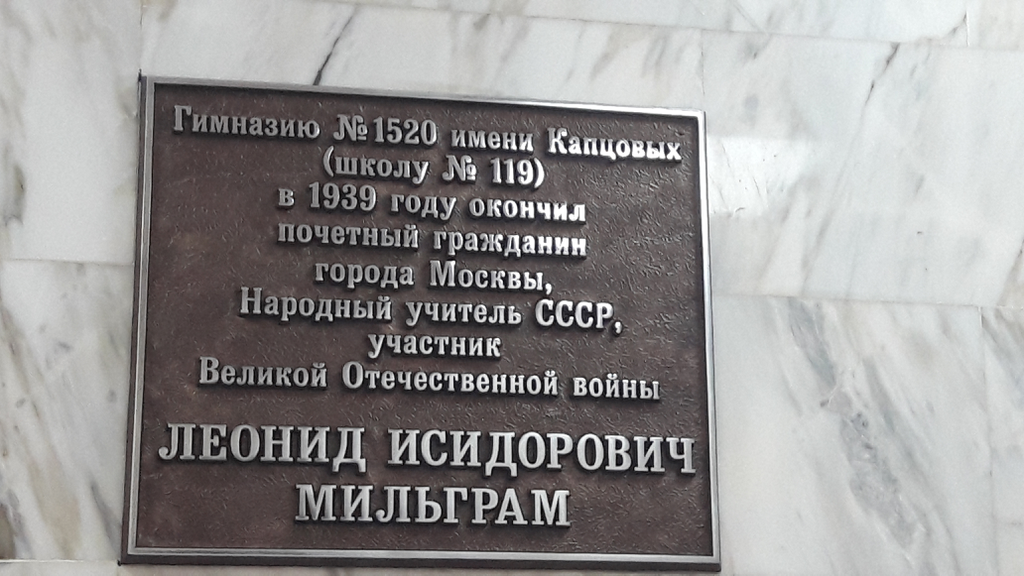 Гимназию №1520 имени Капцовых
(школу № 119)
в 1939 году окончил
почетный гражданин
города Москвы,
Народный учитель СССР,
участник
Великой Отечественной войны
ЛЕОНИД ИСИДОРОВИЧ
МИЛЬГРАМ